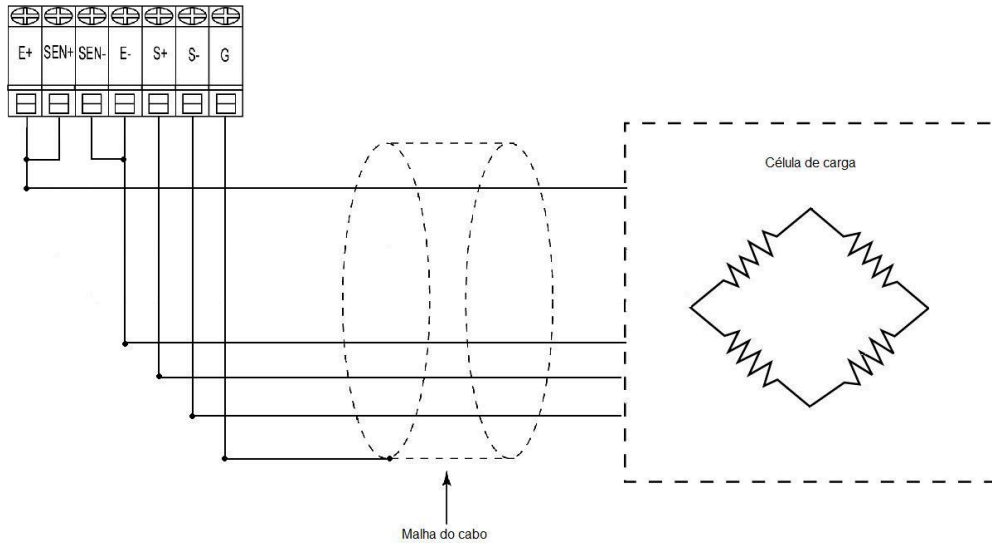 E+ SEN+ SEN- E- S+ S- G
Célula de carga
Malha do cabo